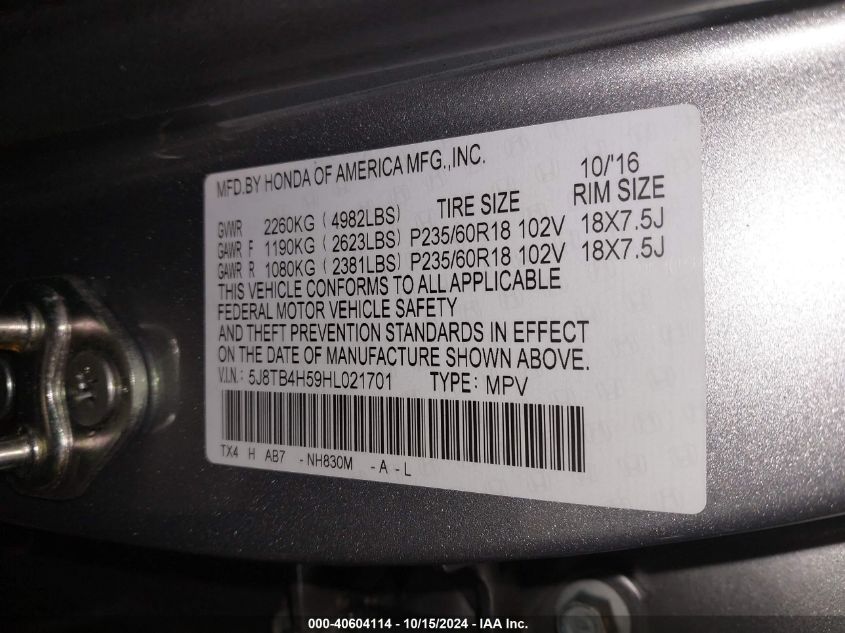 MFD.BY HONDA OF AMERICA MFG.,INC. 10/'16
TIRE SIZE RIM SIZE
GVWR 2260KG ( 4982LBS)
GAWR F 1190KG ( 2623LBS) P235/60R18 102V 18X7.5J
GAWR R 1080KG ( 2381LBS) P235/60R18 102V 18X7.5J
THIS VEHICLE CONFORMS TO ALL APPLICABLE
FEDERAL MOTOR VEHICLE SAFETY
AND THEFT PREVENTION STANDARDS IN EFFECT
ON THE DATE OF MANUFACTURE SHOWN ABOVE.
V.I.N.: 5J8TB4H59HL021701 TYPE: MPV
TX4 H AB7 -NH830M -A -L
000-40604114 - 10/15/2024 - IAA Inc.